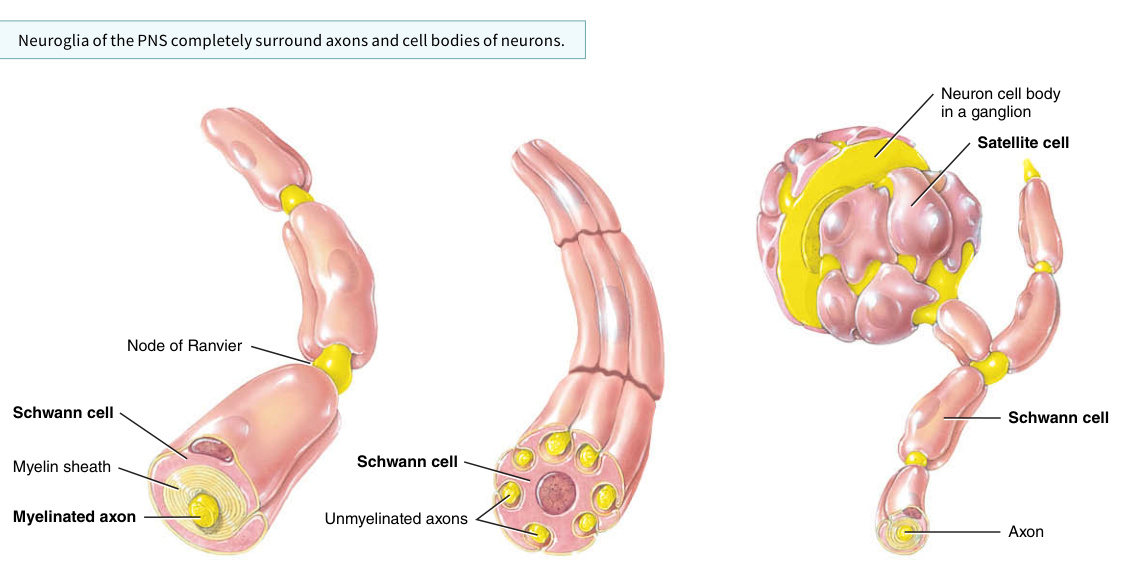 Neuroglia of the PNS completely surround axons and cell bodies of neurons.
Node of Ranvier
Schwann cell
Myelin sheath
Myelinated axon
Schwann cell
Unmyelinated axons
Neuron cell body
in a ganglion
Satellite cell
Schwann cell
Axon